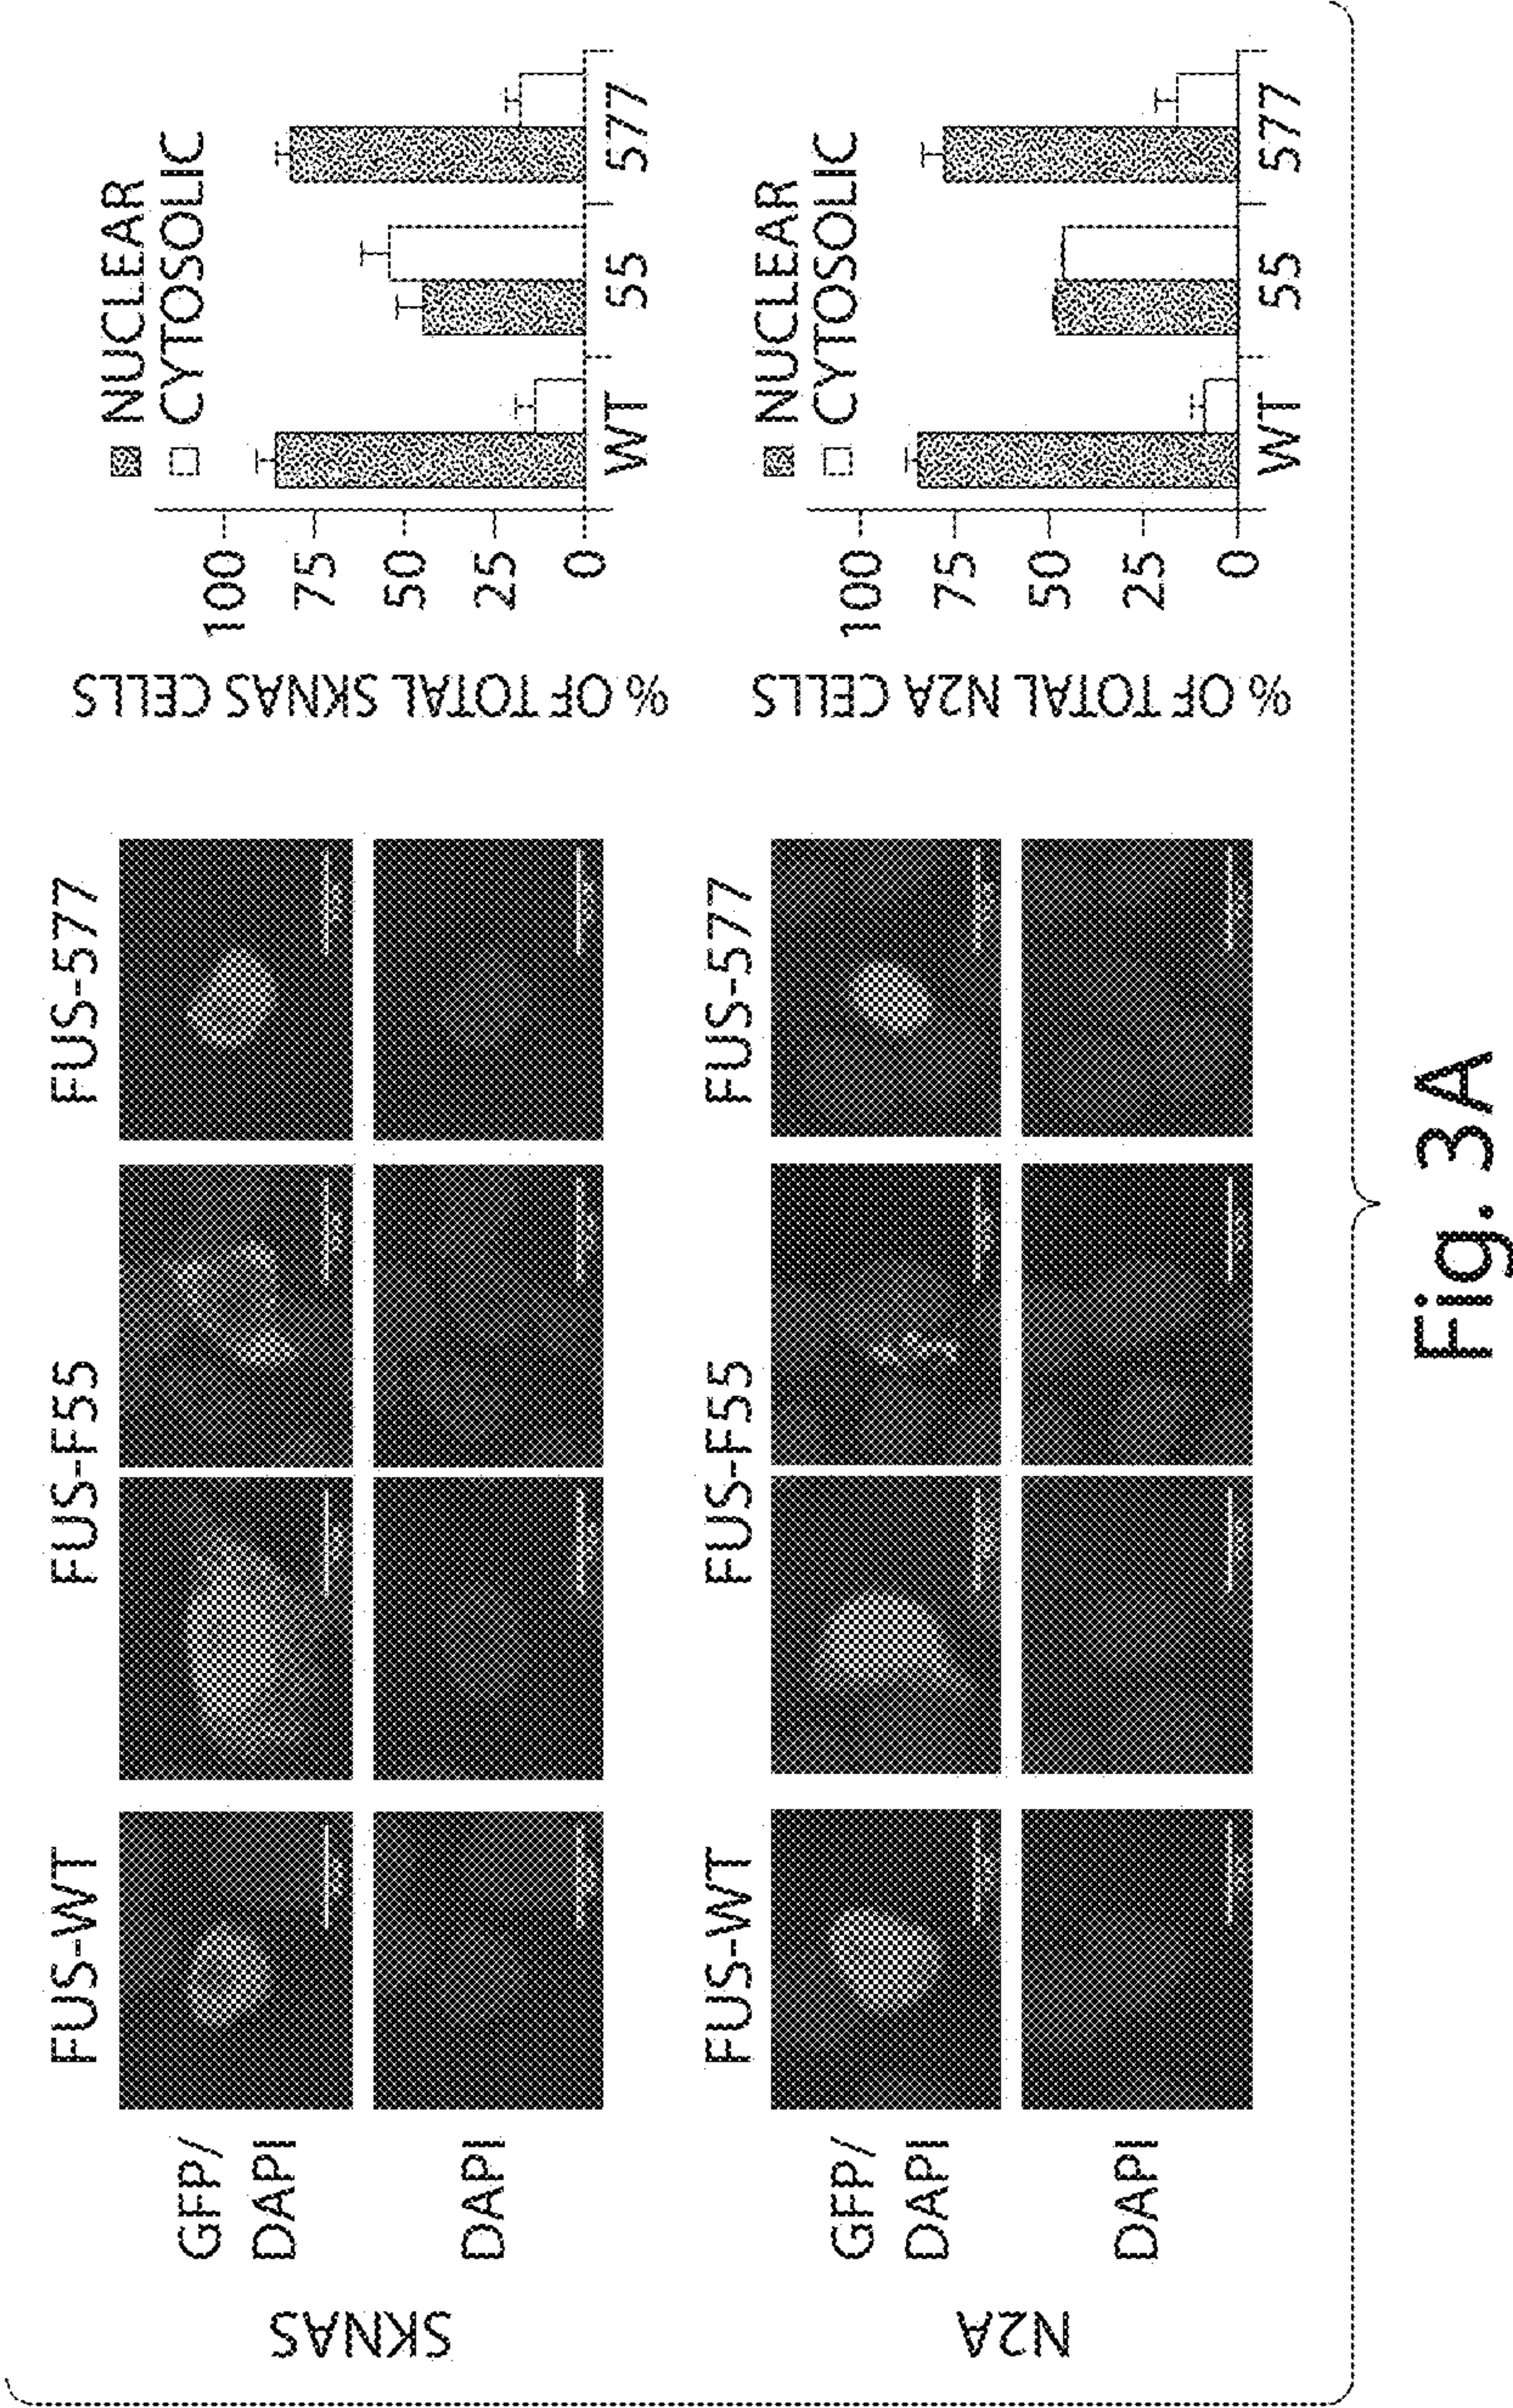 SKNAS
GFP/
DAPI
DAPI
FUS-WT
FUS-F55
FUS-577
% OF TOTAL SKNAS CELLS
100
75
50
25
0
NUCLEAR
CYTOSOLIC
WT
55
577
N2A
GFP/
DAPI
DAPI
FUS-WT
FUS-F55
FUS-577
% OF TOTAL N2A CELLS
100
75
50
25
0
NUCLEAR
CYTOSOLIC
WT
55
577
Fig. 3A